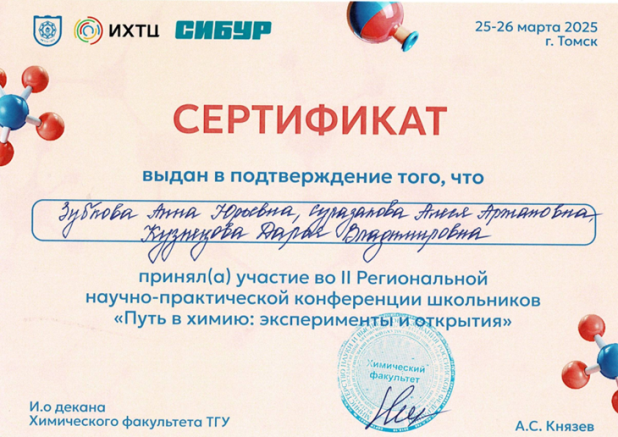 ИХТЦ СИБУР
25-26 марта 2025
г. Томск
СЕРТИФИКАТ
выдан в подтверждение того, что
Зубкова Анна Юрьевна, Суразакова Алеся Артановна
Кузнецова Дарья Владимировна
принял(а) участие во II Региональной
научно-практической конференции школьников
«Путь в химию: эксперименты и открытия»
Химический
факультет
И.о декана
Химического факультета ТГУ
А.С. Князев